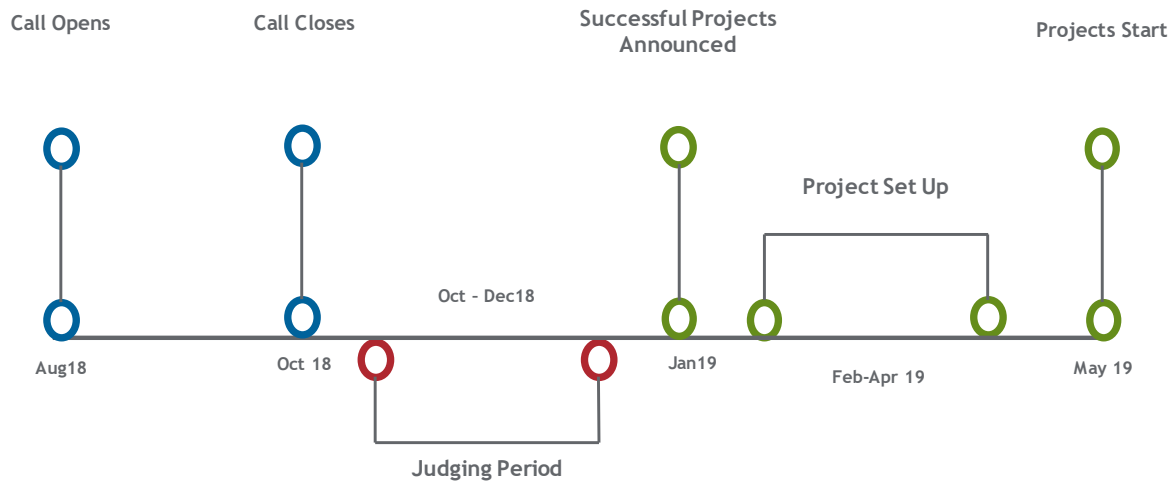 Call Opens
Call Closes
Successful Projects
Announced
Projects Start
Project Set Up
Oct – Dec18
Aug18
Oct 18
Jan19
Feb-Apr 19
May 19
Judging Period